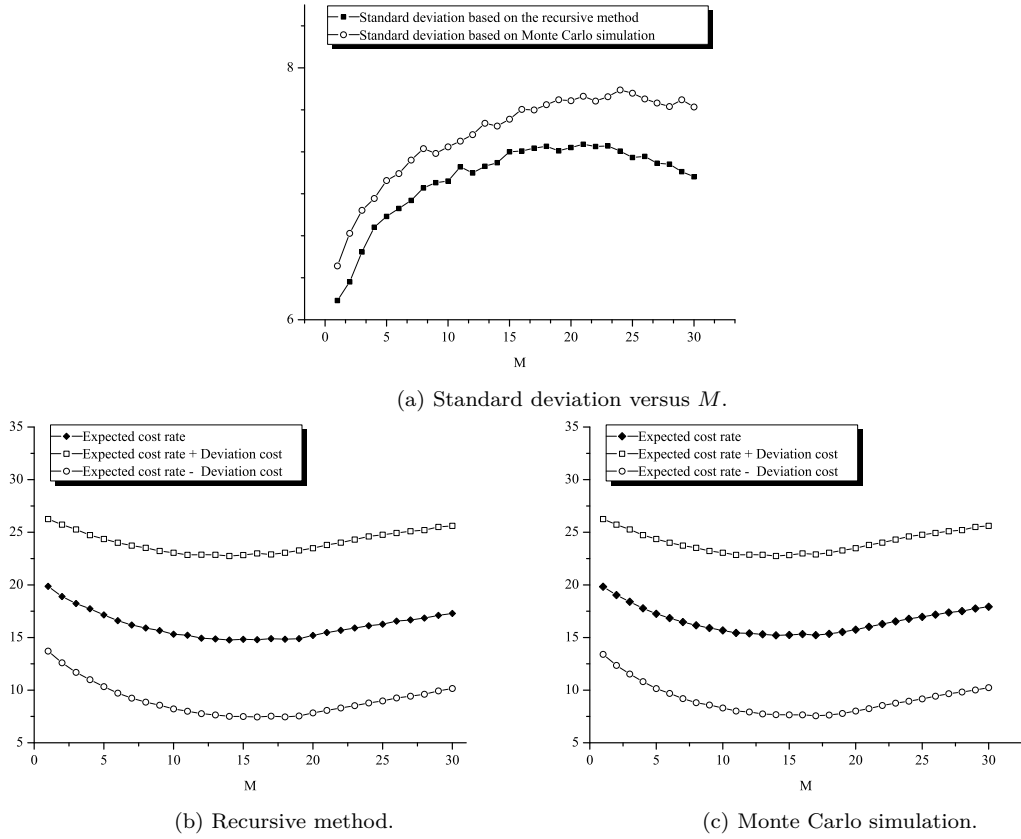 Standard deviation based on the recursive method
Standard deviation based on Monte Carlo simulation
8
6
0 5 10 15 20 25 30
M
(a) Standard deviation versus M.
Expected cost rate
Expected cost rate + Deviation cost
Expected cost rate - Deviation cost
35
30
25
20
15
10
5
0 5 10 15 20 25 30
M
(b) Recursive method.
Expected cost rate
Expected cost rate + Deviation cost
Expected cost rate - Deviation cost
35
30
25
20
15
10
5
0 5 10 15 20 25 30
M
(c) Monte Carlo simulation.